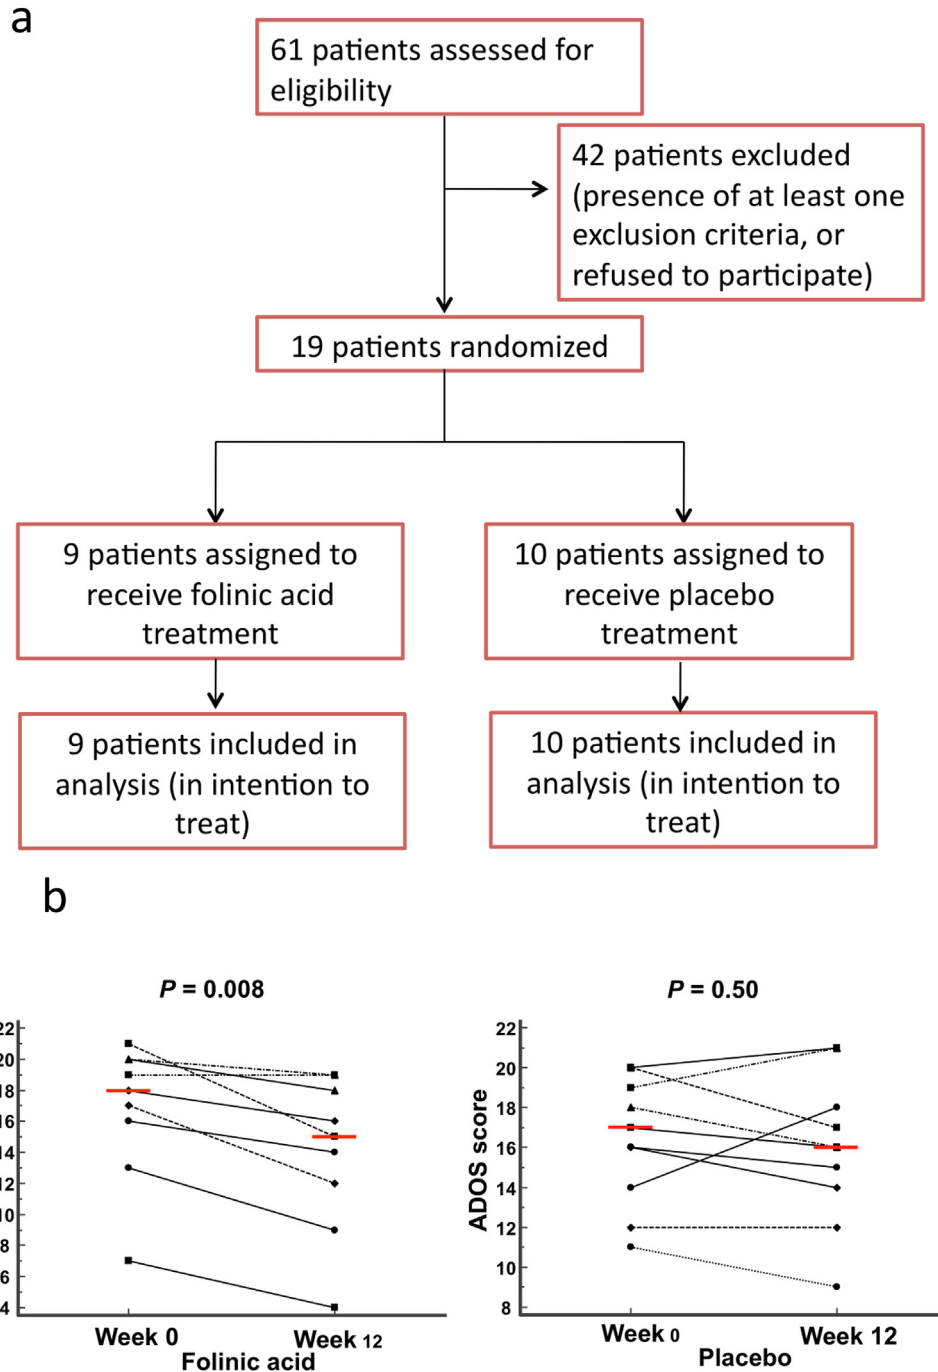 a
61 patients assessed for
eligibility
42 patients excluded
(presence of at least one
exclusion criteria, or
refused to participate)
19 patients randomized
9 patients assigned to
receive folinic acid
treatment
10 patients assigned to
receive placebo
treatment
9 patients included in
analysis (in intention to
treat)
10 patients included in
analysis (in intention to
treat)
b
P = 0.008
22
20
18
16
14
12
10
8
6
4
Week 0
Week 12
Folinic acid
P = 0.50
ADOS score
22
20
18
16
14
12
10
8
Week 0
Week 12
Placebo